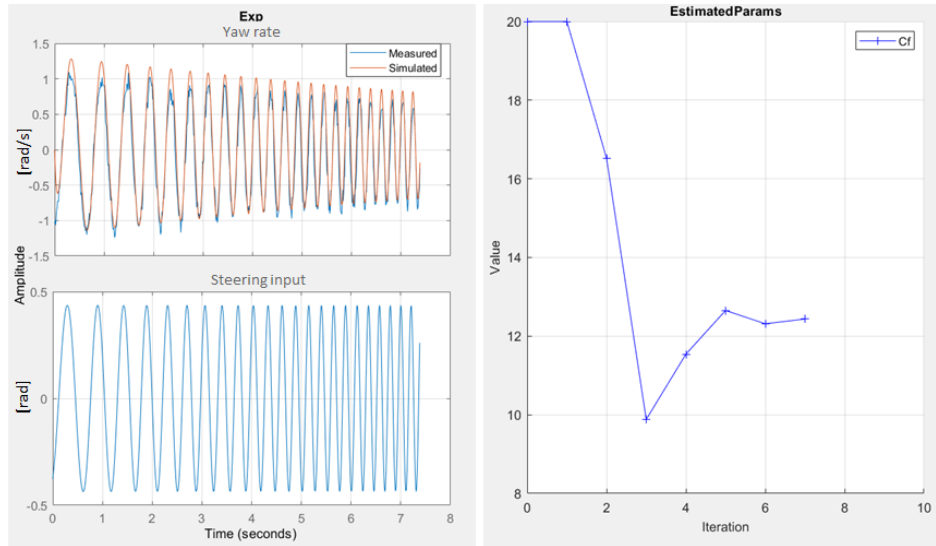 Exp
Yaw rate
Measured
Simulated
1.5
1
0.5
0
-0.5
-1
-1.5
[rad/s]
Amplitude
Steering input
0.5
0
-0.5
[rad]
0 1 2 3 4 5 6 7 8
Time (seconds)
EstimatedParams
Cf
20
18
16
14
12
10
8
Value
0 2 4 6 8 10
Iteration